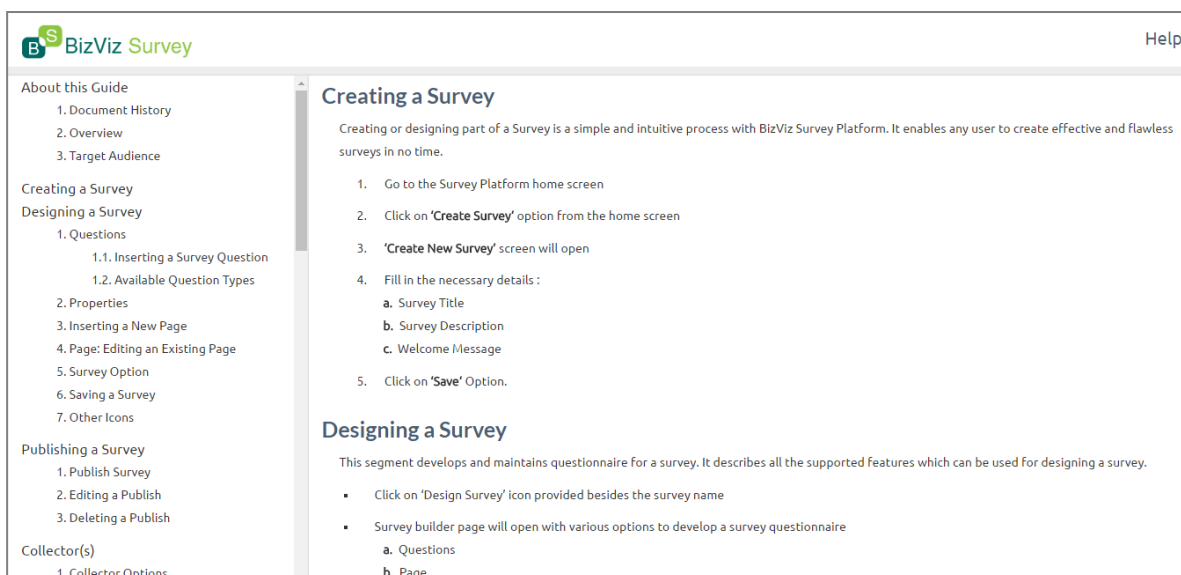 BS BizViz Survey
Help
About this Guide
1. Document History
2. Overview
3. Target Audience
Creating a Survey
Designing a Survey
1. Questions
1.1. Inserting a Survey Question
1.2. Available Question Types
2. Properties
3. Inserting a New Page
4. Page: Editing an Existing Page
5. Survey Option
6. Saving a Survey
7. Other Icons
Publishing a Survey
1. Publish Survey
2. Editing a Publish
3. Deleting a Publish
Collector(s)
1. Collector Options
Creating a Survey
Creating or designing part of a Survey is a simple and intuitive process with BizViz Survey Platform. It enables any user to create effective and flawless
surveys in no time.
1. Go to the Survey Platform home screen
2. Click on 'Create Survey' option from the home screen
3. 'Create New Survey' screen will open
4. Fill in the necessary details :
a. Survey Title
b. Survey Description
c. Welcome Message
5. Click on 'Save' Option.
Designing a Survey
This segment develops and maintains questionnaire for a survey. It describes all the supported features which can be used for designing a survey.
▪ Click on 'Design Survey' icon provided besides the survey name
▪ Survey builder page will open with various options to develop a survey questionnaire
a. Questions
b. Page